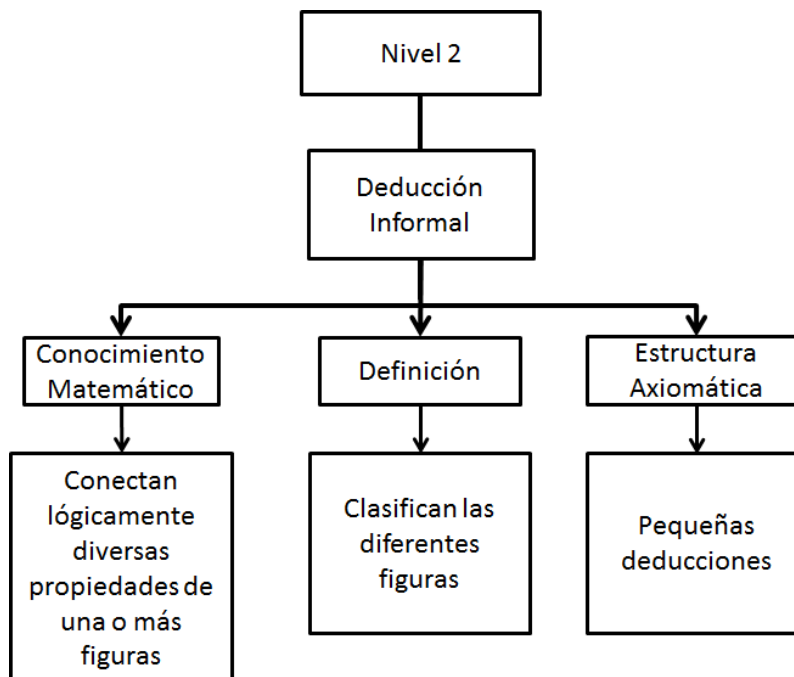 Nivel 2
Deducción
Informal
Conocimiento
Matemático
Definición
Estructura
Axiomática
Conectan
lógicamente
diversas
propiedades de
una o más
figuras
Clasifican las
diferentes
figuras
Pequeñas
deducciones